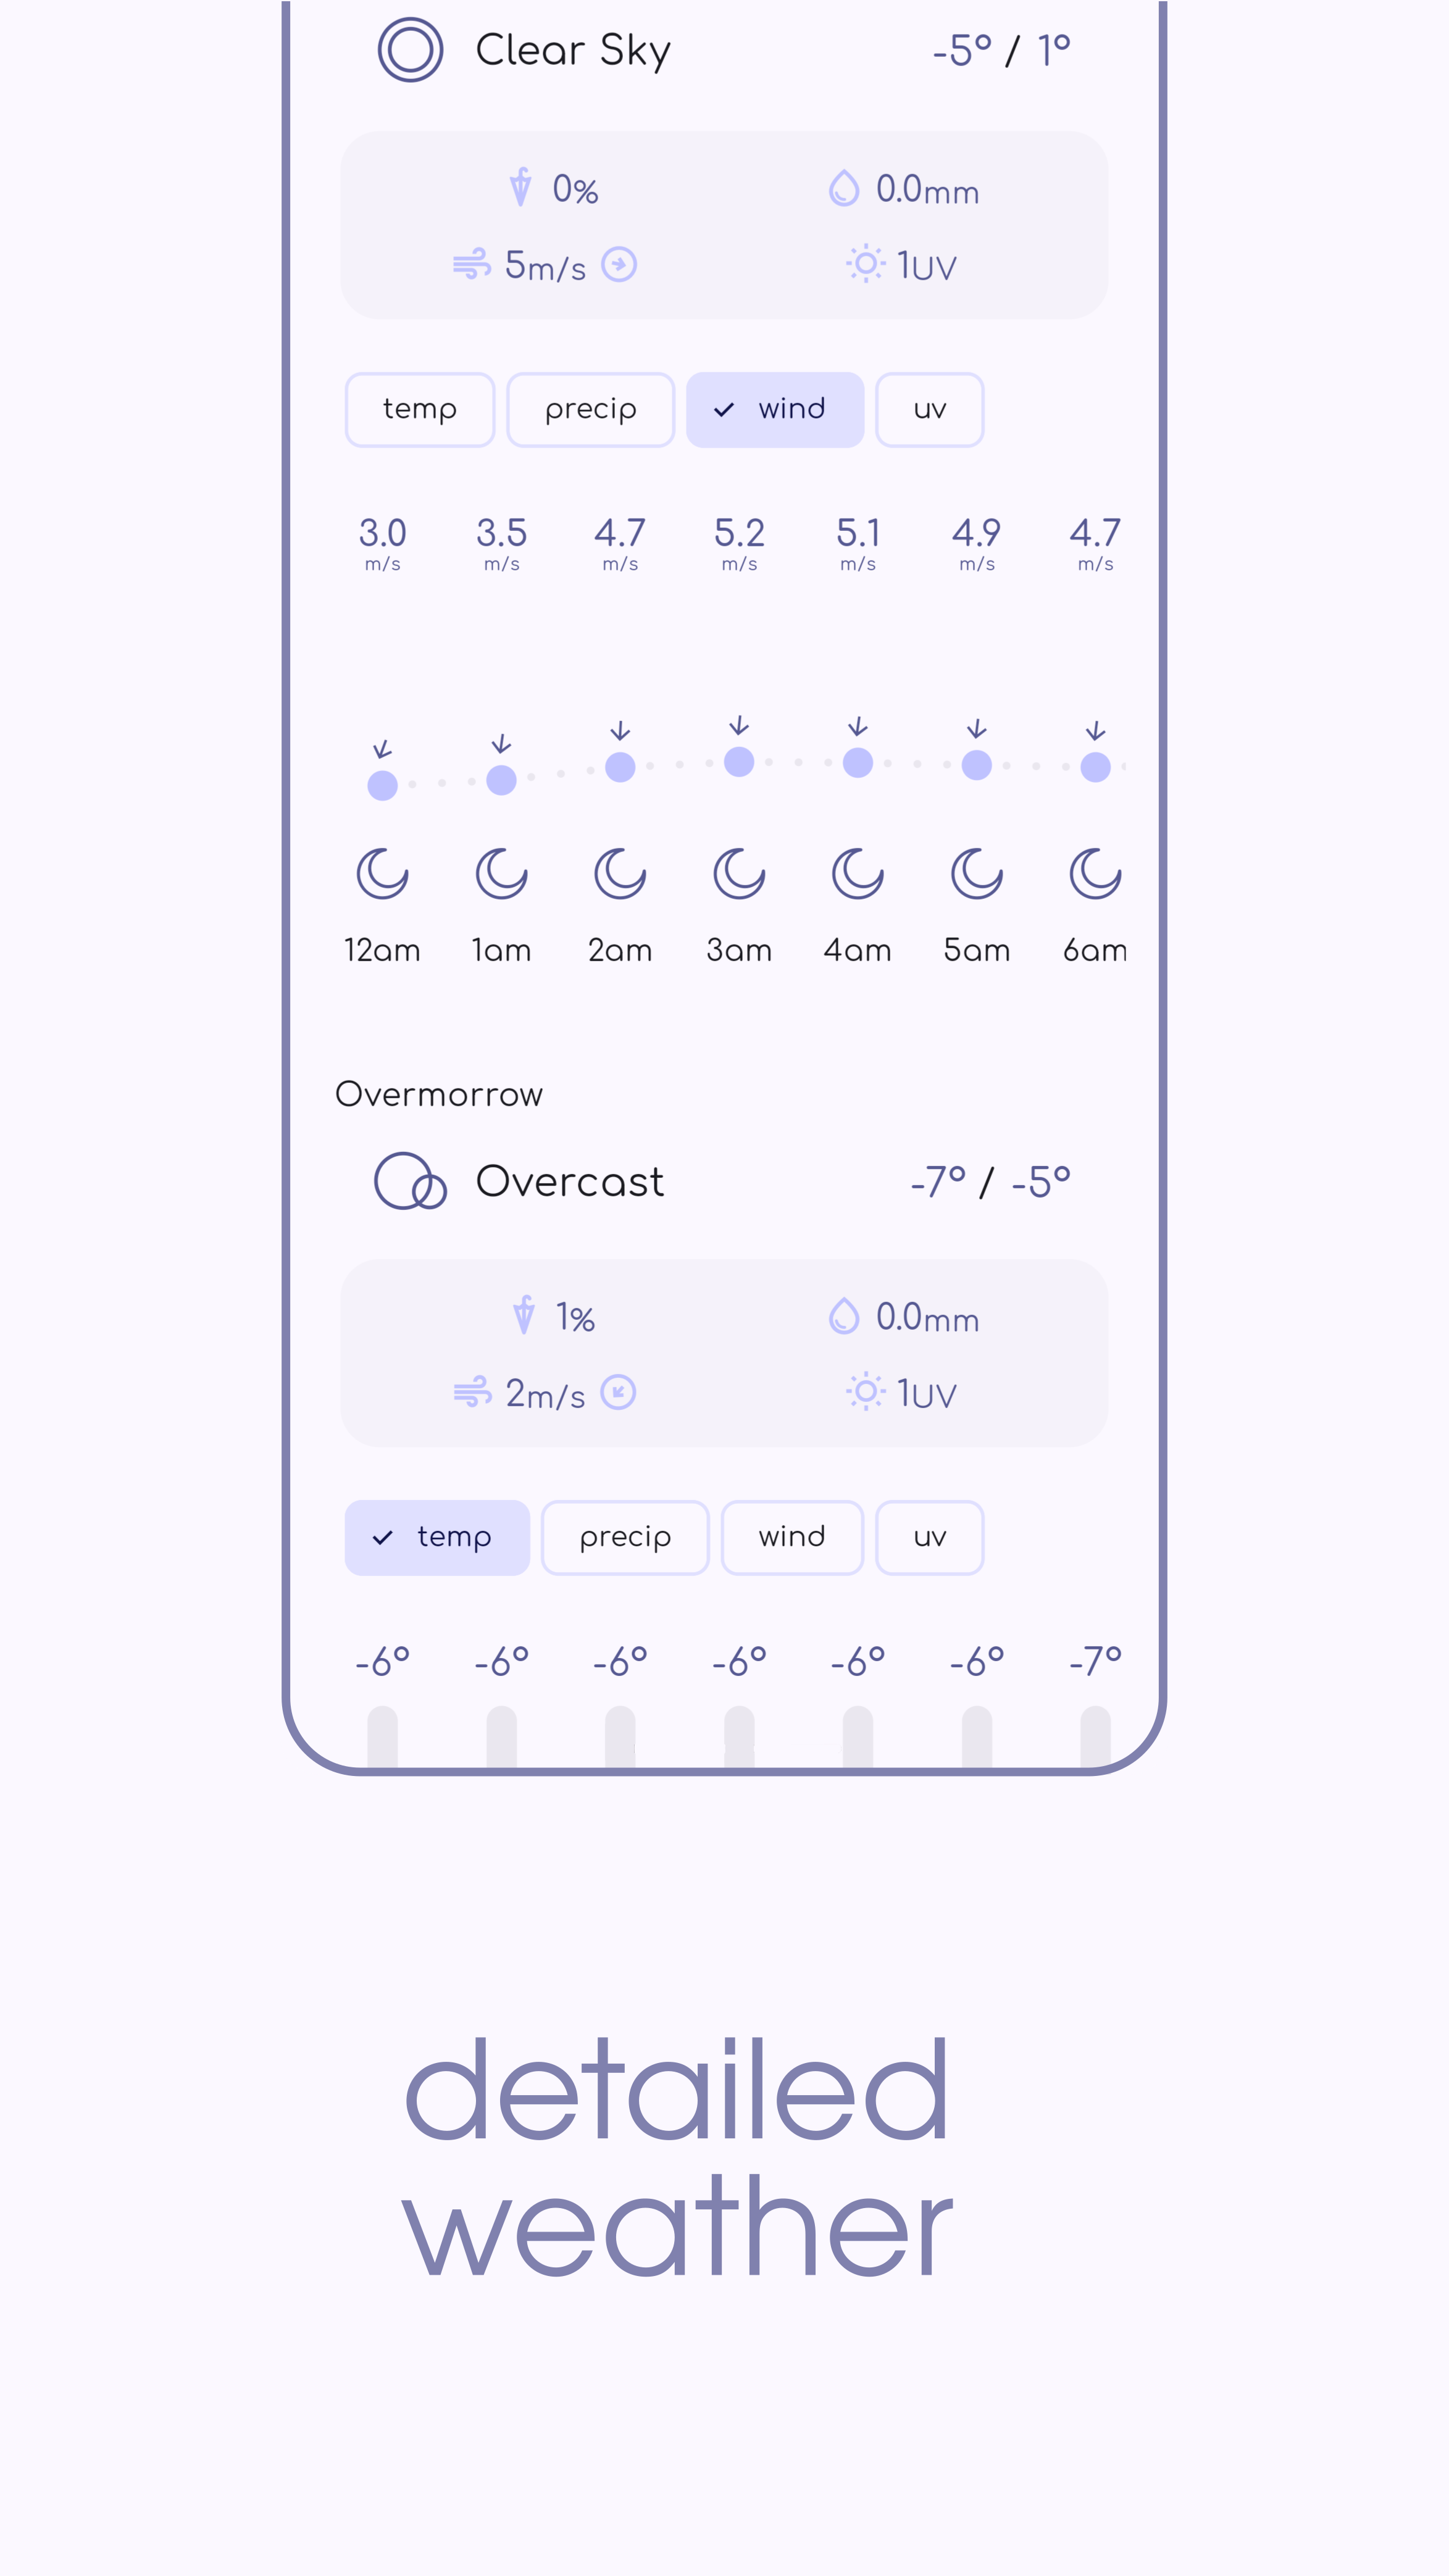 Clear Sky -5° / 1°
0% 0.0mm
5m/s 1UV
temp precip wind uv
3.0 3.5 4.7 5.2 5.1 4.9 4.7
m/s m/s m/s m/s m/s m/s m/s
12am 1am 2am 3am 4am 5am 6am
Overmorrow
Overcast -7° / -5°
1% 0.0mm
2m/s 1UV
temp precip wind uv
-6° -6° -6° -6° -6° -6° -7°
detailed
weather